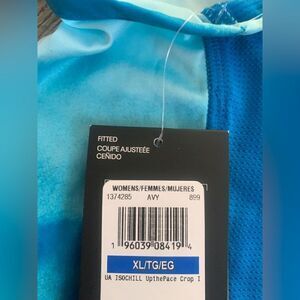 FITTED
COUPE AJUSTEÉE
CEÑIDO
WOMENS/FEMMES/MUJERES
1374285 AVY 899
1 96039 08419 4
XL/TG/EG
UA ISOCHILL UpthePace Crop I